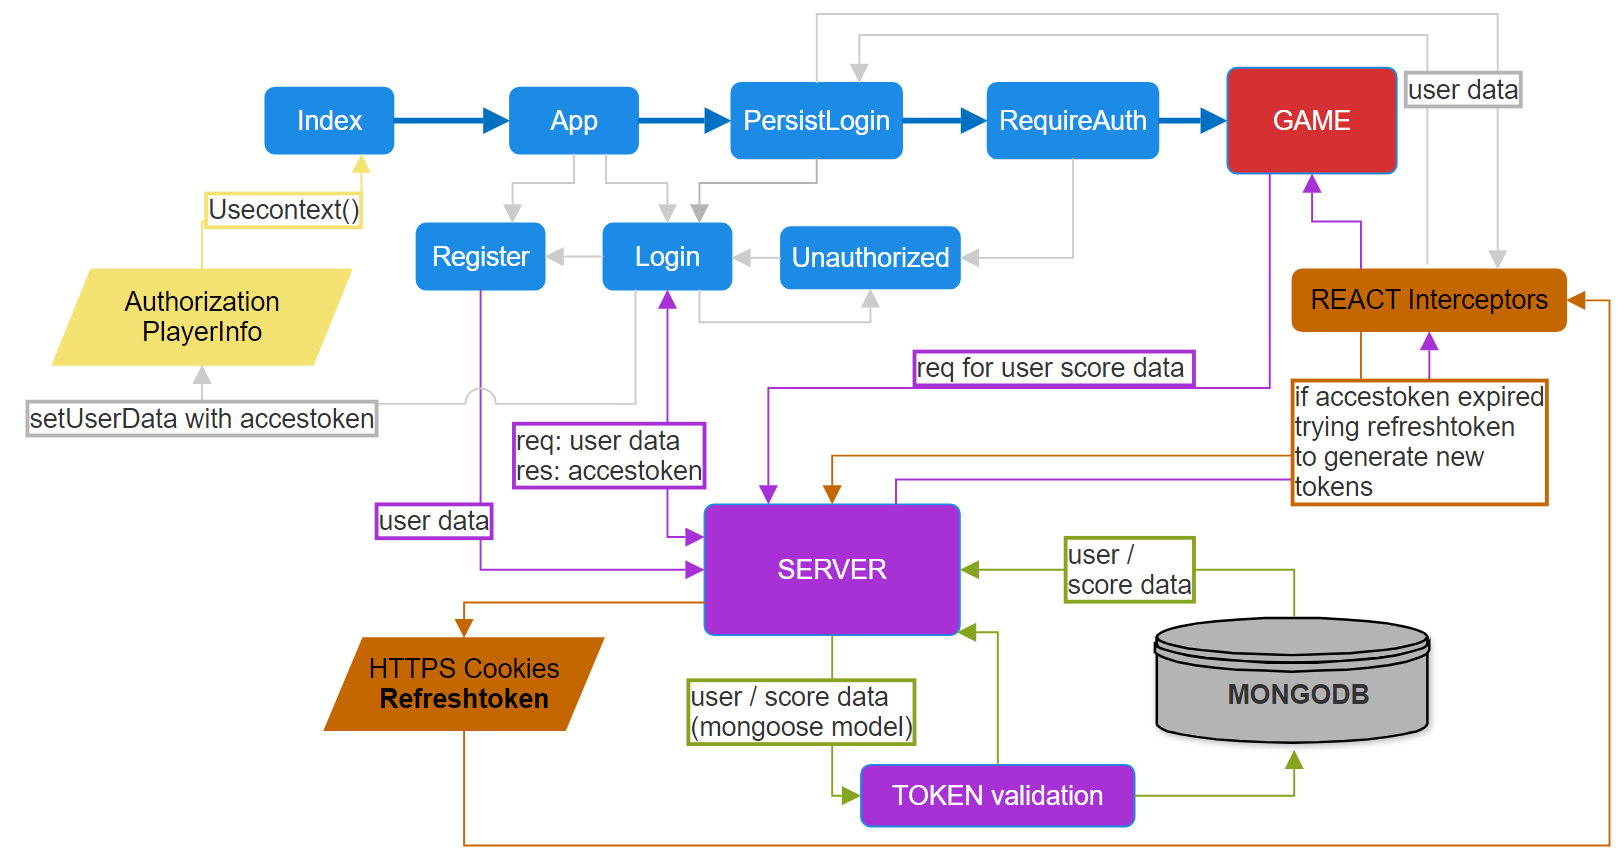 user data
Index
App
PersistLogin
RequireAuth
GAME
Usecontext()
Register
Login
Unauthorized
Authorization
PlayerInfo
REACT Interceptors
req for user score data
setUserData with accestoken
if accestoken expired
trying refreshtoken
to generate new
tokens
req: user data
res: accestoken
user data
SERVER
user /
score data
HTTPS Cookies
Refreshtoken
user / score data
(mongoose model)
MONGODB
TOKEN validation